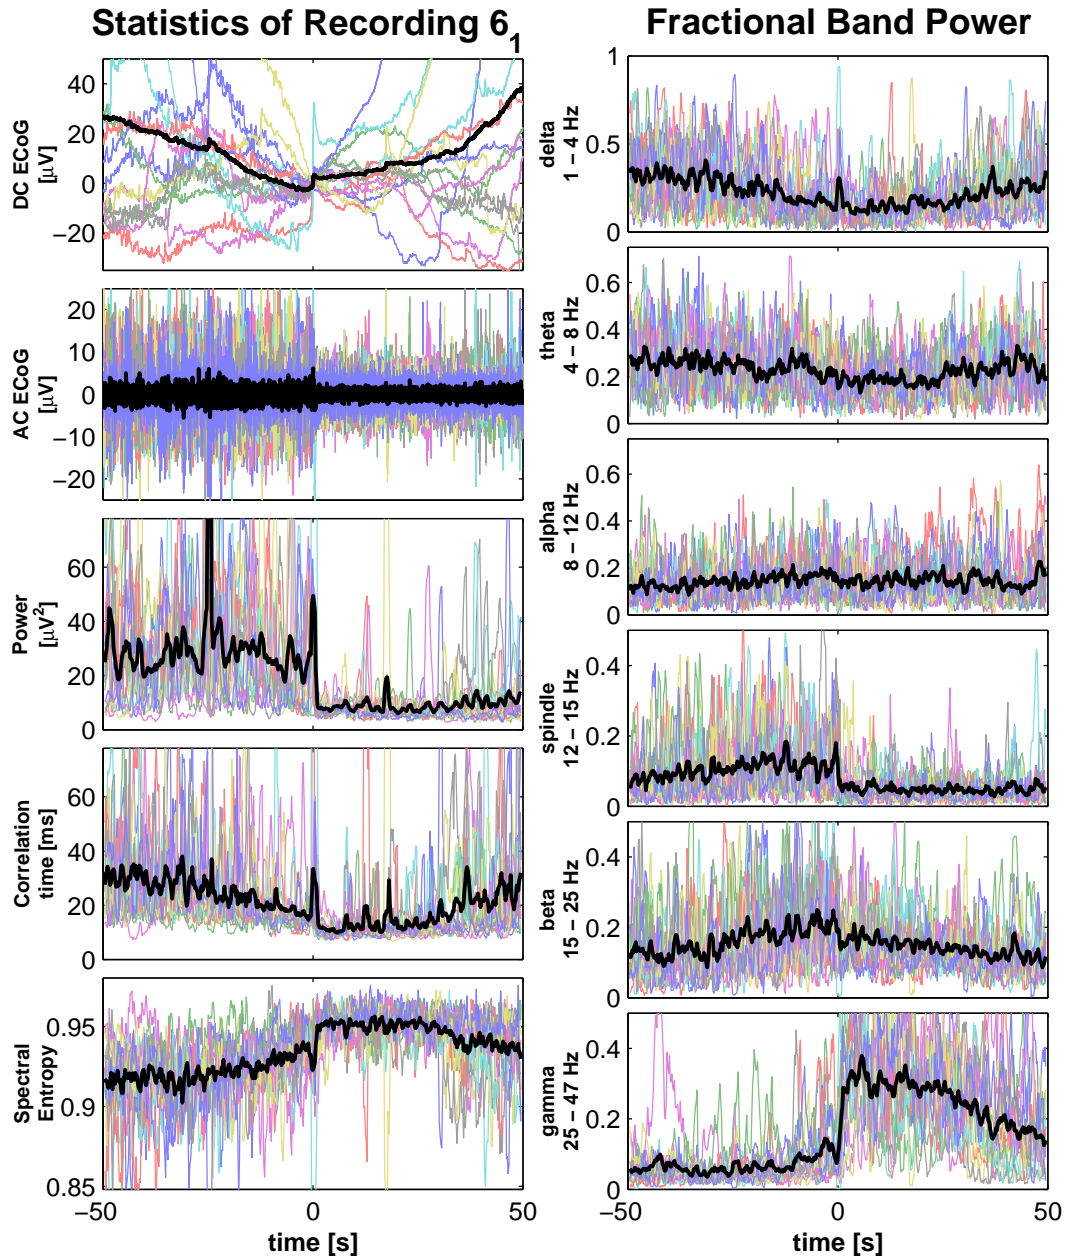 Statistics of Recording 6₁
Fractional Band Power
DC ECoG
[μV]
40
20
0
−20
AC ECoG
[μV]
20
10
0
−10
−20
Power
[μV²]
60
40
20
0
Correlation
time [ms]
60
40
20
0
Spectral
Entropy
0.95
0.9
0.85
−50
0
50
time [s]
delta
1 − 4 Hz
1
0.5
0
theta
4 − 8 Hz
0.6
0.4
0.2
0
alpha
8 − 12 Hz
0.6
0.4
0.2
0
spindle
12 − 15 Hz
0.4
0.2
0
beta
15 − 25 Hz
0.4
0.2
0
gamma
25 − 47 Hz
0.4
0.2
0
−50
0
50
time [s]